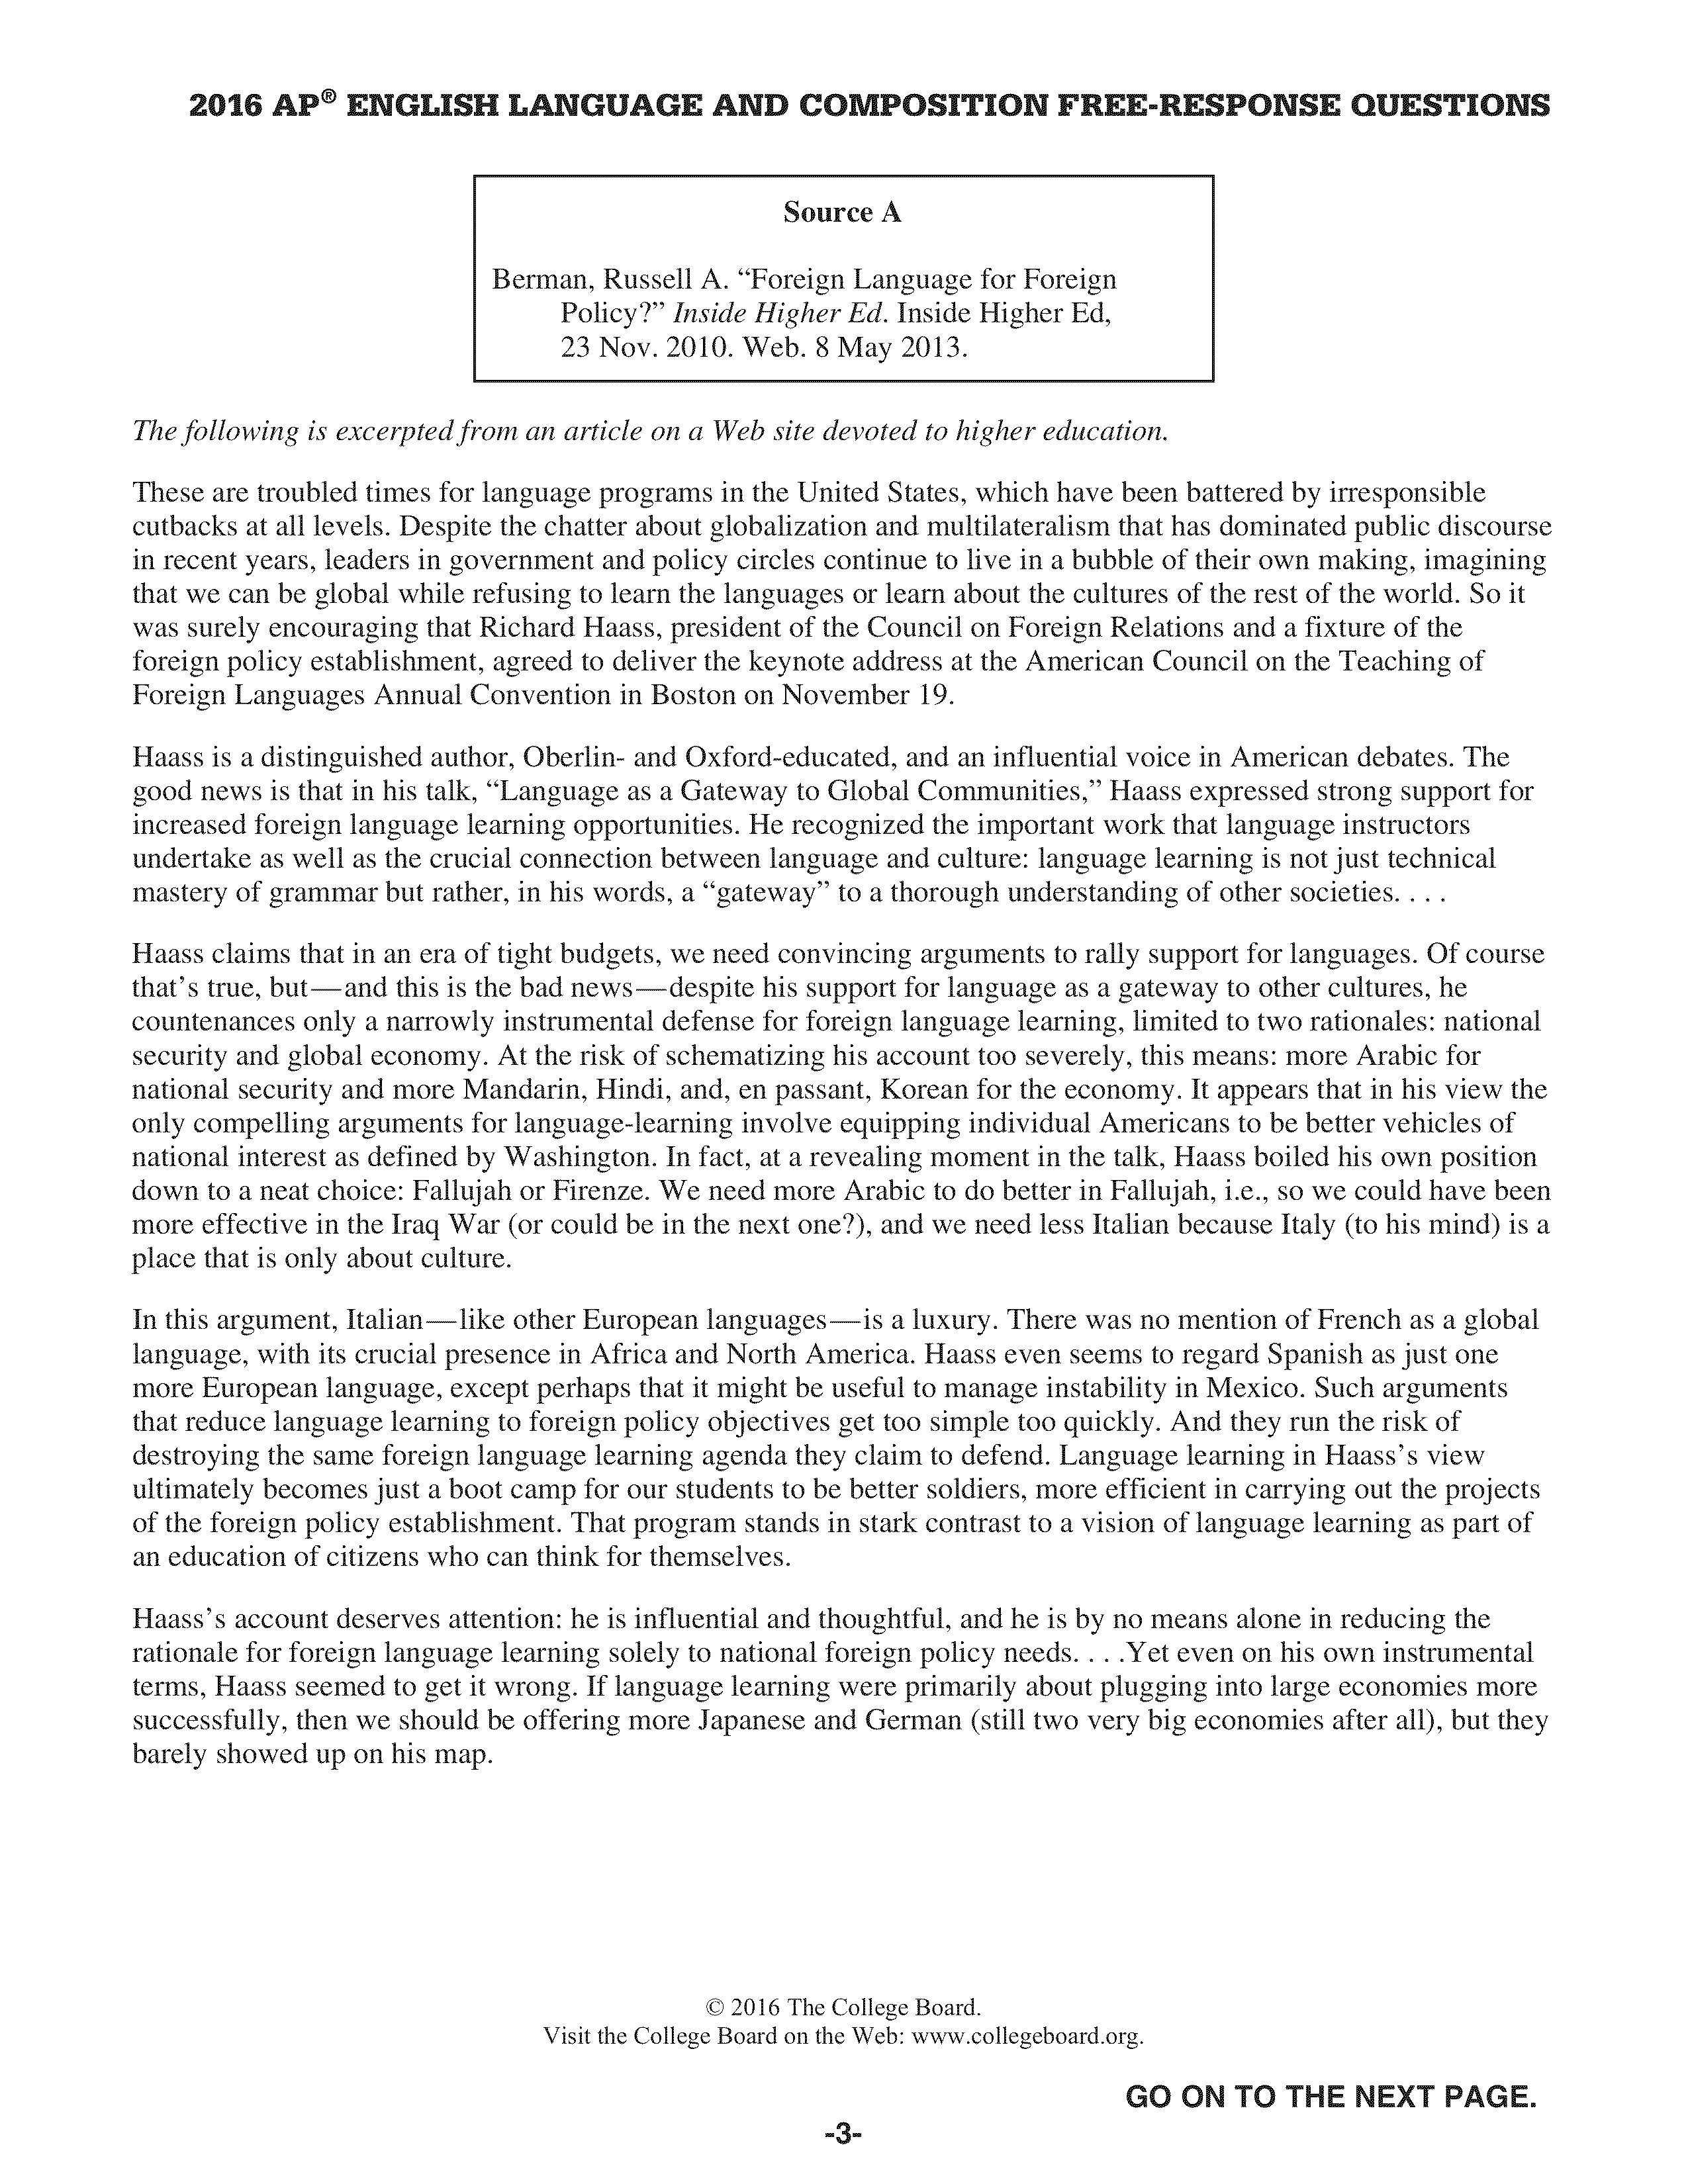 2016 AP® ENGLISH LANGUAGE AND COMPOSITION FREE-RESPONSE QUESTIONS
Source A
Berman, Russell A. “Foreign Language for Foreign
Policy?” Inside Higher Ed. Inside Higher Ed,
23 Nov. 2010. Web. 8 May 2013.
The following is excerpted from an article on a Web site devoted to higher education.
These are troubled times for language programs in the United States, which have been battered by irresponsible
cutbacks at all levels. Despite the chatter about globalization and multilateralism that has dominated public discourse
in recent years, leaders in government and policy circles continue to live in a bubble of their own making, imagining
that we can be global while refusing to learn the languages or learn about the cultures of the rest of the world. So it
was surely encouraging that Richard Haass, president of the Council on Foreign Relations and a fixture of the
foreign policy establishment, agreed to deliver the keynote address at the American Council on the Teaching of
Foreign Languages Annual Convention in Boston on November 19.
Haass is a distinguished author, Oberlin- and Oxford-educated, and an influential voice in American debates. The
good news is that in his talk, “Language as a Gateway to Global Communities,” Haass expressed strong support for
increased foreign language learning opportunities. He recognized the important work that language instructors
undertake as well as the crucial connection between language and culture: language learning is not just technical
mastery of grammar but rather, in his words, a “gateway” to a thorough understanding of other societies. . . .
Haass claims that in an era of tight budgets, we need convincing arguments to rally support for languages. Of course
that’s true, but—and this is the bad news—despite his support for language as a gateway to other cultures, he
countenances only a narrowly instrumental defense for foreign language learning, limited to two rationales: national
security and global economy. At the risk of schematizing his account too severely, this means: more Arabic for
national security and more Mandarin, Hindi, and, en passant, Korean for the economy. It appears that in his view the
only compelling arguments for language-learning involve equipping individual Americans to be better vehicles of
national interest as defined by Washington. In fact, at a revealing moment in the talk, Haass boiled his own position
down to a neat choice: Fallujah or Firenze. We need more Arabic to do better in Fallujah, i.e., so we could have been
more effective in the Iraq War (or could be in the next one?), and we need less Italian because Italy (to his mind) is a
place that is only about culture.
In this argument, Italian—like other European languages—is a luxury. There was no mention of French as a global
language, with its crucial presence in Africa and North America. Haass even seems to regard Spanish as just one
more European language, except perhaps that it might be useful to manage instability in Mexico. Such arguments
that reduce language learning to foreign policy objectives get too simple too quickly. And they run the risk of
destroying the same foreign language learning agenda they claim to defend. Language learning in Haass’s view
ultimately becomes just a boot camp for our students to be better soldiers, more efficient in carrying out the projects
of the foreign policy establishment. That program stands in stark contrast to a vision of language learning as part of
an education of citizens who can think for themselves.
Haass’s account deserves attention: he is influential and thoughtful, and he is by no means alone in reducing the
rationale for foreign language learning solely to national foreign policy needs. . . .Yet even on his own instrumental
terms, Haass seemed to get it wrong. If language learning were primarily about plugging into large economies more
successfully, then we should be offering more Japanese and German (still two very big economies after all), but they
barely showed up on his map.
© 2016 The College Board.
Visit the College Board on the Web: www.collegeboard.org.
GO ON TO THE NEXT PAGE.
-3-